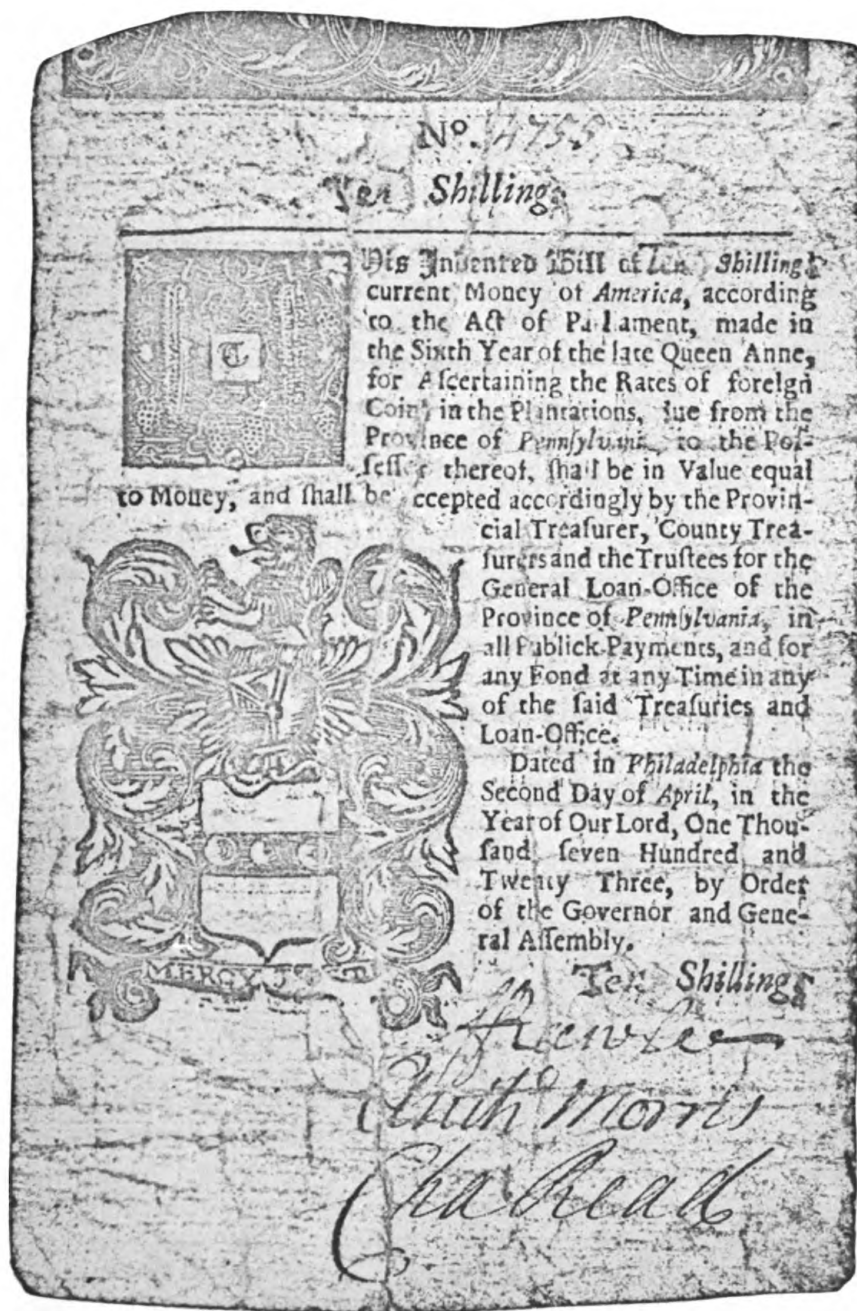 No. 4755
Ten Shillings
THis Indented Bill of Ten Shillings
current Money of America, according
to the Act of Parliament, made in
the Sixth Year of the late Queen Anne,
for Aſcertaining the Rates of foreign
Coins in the Plantations, due from the
Province of Pennſylvania, to the Poſ-
ſeſſor thereof, ſhall be in Value equal
to Money, and ſhall be accepted accordingly by the Provin-
cial Treaſurer, County Trea-
ſurers and the Truſtees for the
General Loan-Office of the
Province of Pennſylvania, in
all Publick Payments, and for
any Fond at any Time in any
of the ſaid Treaſuries and
Loan-Office.
Dated in Philadelphia the
Second Day of April, in the
Year of Our Lord, One Thou-
ſand ſeven Hundred and
Twenty Three, by Order
of the Governor and Gene-
ral Aſſembly.
MERCY
Ten Shillings
Morris
Cha Read